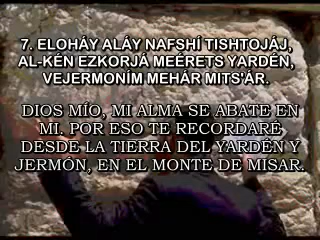 7. ELOHÁY ALÁY NAFSHÍ TISHTOJÁJ,
AL-KÉN EZKORJÁ MEÉRETS YARDÉN,
VEJERMONÍM MEHÁR MITS'ÁR.
DIOS MÍO, MI ALMA SE ABATE EN
MI. POR ESO TE RECORDARÉ
DESDE LA TIERRA DEL YARDÉN Y
JERMÓN, EN EL MONTE DE MISAR.